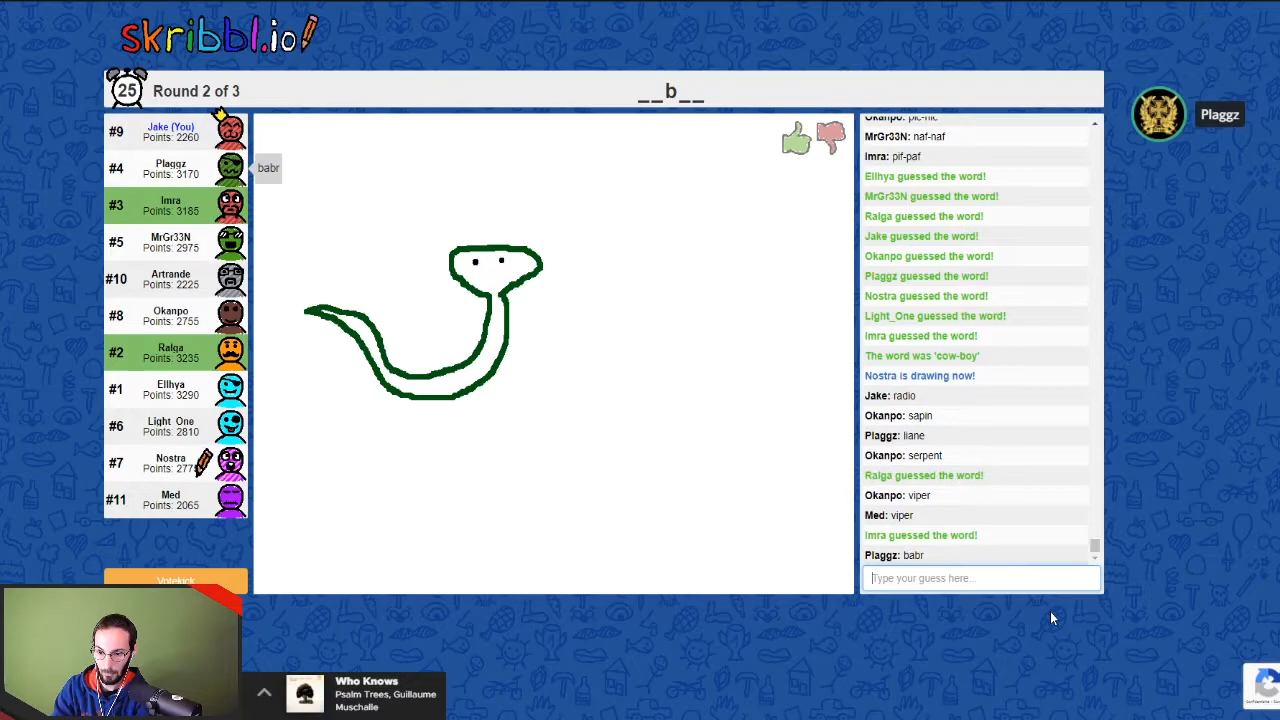 skribbl.io
25
Round 2 of 3
__b__
Plaggz
#9
Jake (You)
Points: 2260
#4
Plaggz
Points: 3170
babr
#3
Imra
Points: 3185
#5
MrGr33N
Points: 2975
#10
Artrande
Points: 2225
#8
Okanpo
Points: 2755
#2
Ralga
Points: 3235
#1
Ellhya
Points: 3290
#6
Light_One
Points: 2810
#7
Nostra
Points: 2775
#11
Med
Points: 2065
Votekick
Okanpo: pic-nic
MrGr33N: naf-naf
Imra: pif-paf
Ellhya guessed the word!
MrGr33N guessed the word!
Ralga guessed the word!
Jake guessed the word!
Okanpo guessed the word!
Plaggz guessed the word!
Nostra guessed the word!
Light_One guessed the word!
Imra guessed the word!
The word was 'cow-boy'
Nostra is drawing now!
Jake: radio
Okanpo: sapin
Plaggz: liane
Okanpo: serpent
Ralga guessed the word!
Okanpo: viper
Med: viper
Imra guessed the word!
Plaggz: babr
Type your guess here...
Who Knows
Psalm Trees, Guillaume
Muschalle